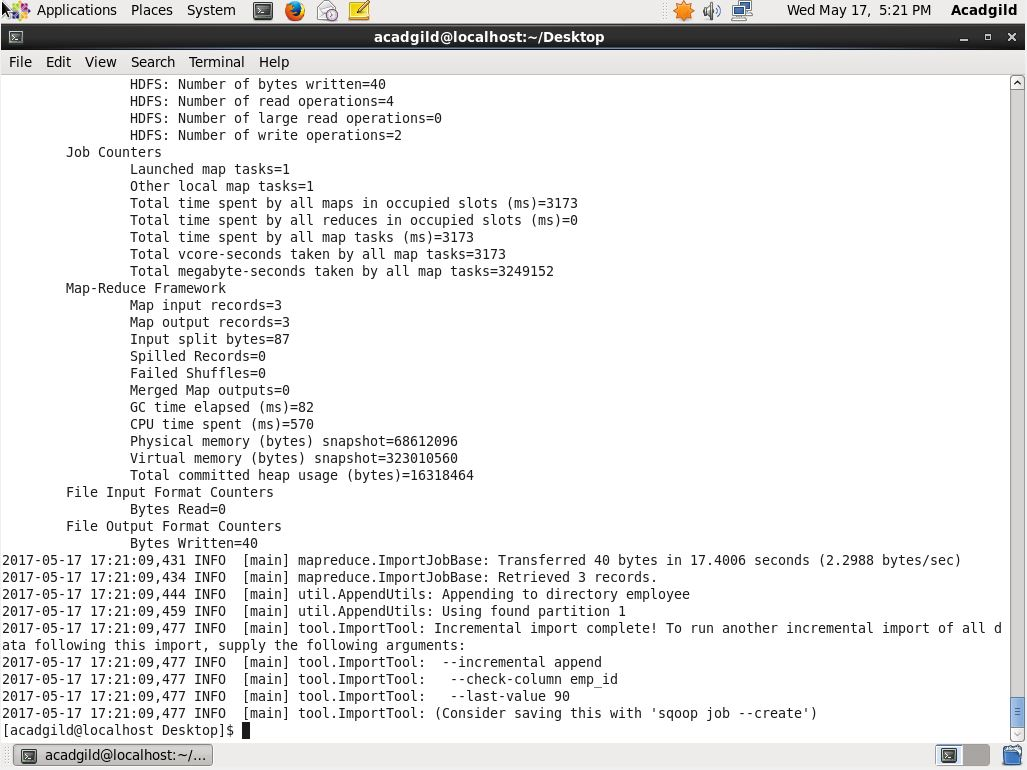 Applications Places System Wed May 17, 5:21 PM Acadgild
acadgild@localhost:~/Desktop
File Edit View Search Terminal Help
HDFS: Number of bytes written=40
HDFS: Number of read operations=4
HDFS: Number of large read operations=0
HDFS: Number of write operations=2
Job Counters
Launched map tasks=1
Other local map tasks=1
Total time spent by all maps in occupied slots (ms)=3173
Total time spent by all reduces in occupied slots (ms)=0
Total time spent by all map tasks (ms)=3173
Total vcore-seconds taken by all map tasks=3173
Total megabyte-seconds taken by all map tasks=3249152
Map-Reduce Framework
Map input records=3
Map output records=3
Input split bytes=87
Spilled Records=0
Failed Shuffles=0
Merged Map outputs=0
GC time elapsed (ms)=82
CPU time spent (ms)=570
Physical memory (bytes) snapshot=68612096
Virtual memory (bytes) snapshot=323010560
Total committed heap usage (bytes)=16318464
File Input Format Counters
Bytes Read=0
File Output Format Counters
Bytes Written=40
2017-05-17 17:21:09,431 INFO  [main] mapreduce.ImportJobBase: Transferred 40 bytes in 17.4006 seconds (2.2988 bytes/sec)
2017-05-17 17:21:09,434 INFO  [main] mapreduce.ImportJobBase: Retrieved 3 records.
2017-05-17 17:21:09,444 INFO  [main] util.AppendUtils: Appending to directory employee
2017-05-17 17:21:09,459 INFO  [main] util.AppendUtils: Using found partition 1
2017-05-17 17:21:09,477 INFO  [main] tool.ImportTool: Incremental import complete! To run another incremental import of all d
ata following this import, supply the following arguments:
2017-05-17 17:21:09,477 INFO  [main] tool.ImportTool:  --incremental append
2017-05-17 17:21:09,477 INFO  [main] tool.ImportTool:   --check-column emp_id
2017-05-17 17:21:09,477 INFO  [main] tool.ImportTool:   --last-value 90
2017-05-17 17:21:09,477 INFO  [main] tool.ImportTool: (Consider saving this with 'sqoop job --create')
[acadgild@localhost Desktop]$
acadgild@localhost:~/...